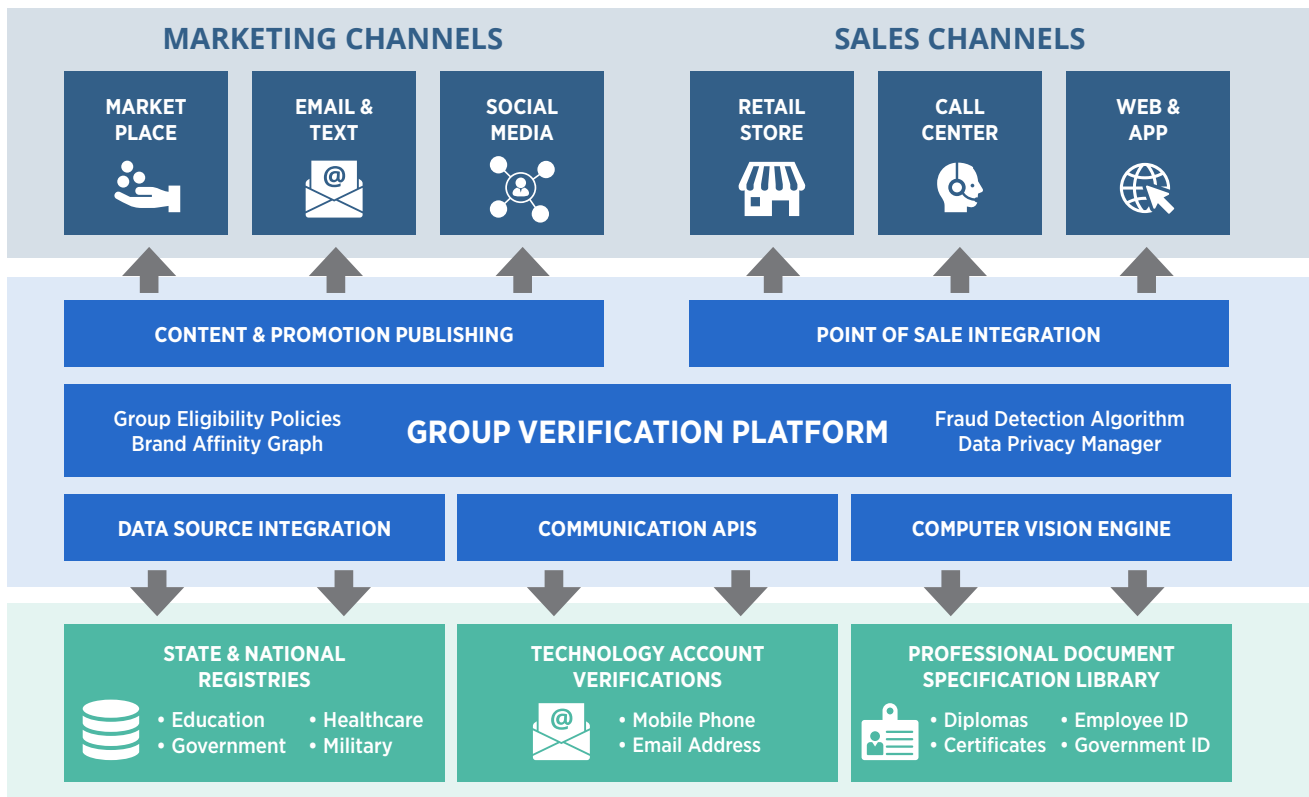 MARKETING CHANNELS
SALES CHANNELS
MARKET
PLACE
EMAIL &
TEXT
@
SOCIAL
MEDIA
RETAIL
STORE
CALL
CENTER
WEB &
APP
CONTENT & PROMOTION PUBLISHING
POINT OF SALE INTEGRATION
Group Eligibility Policies
Brand Affinity Graph
GROUP VERIFICATION PLATFORM
Fraud Detection Algorithm
Data Privacy Manager
DATA SOURCE INTEGRATION
COMMUNICATION APIS
COMPUTER VISION ENGINE
STATE & NATIONAL
REGISTRIES
• Education
• Government
• Healthcare
• Military
TECHNOLOGY ACCOUNT
VERIFICATIONS
@
• Mobile Phone
• Email Address
PROFESSIONAL DOCUMENT
SPECIFICATION LIBRARY
• Diplomas
• Certificates
• Employee ID
• Government ID